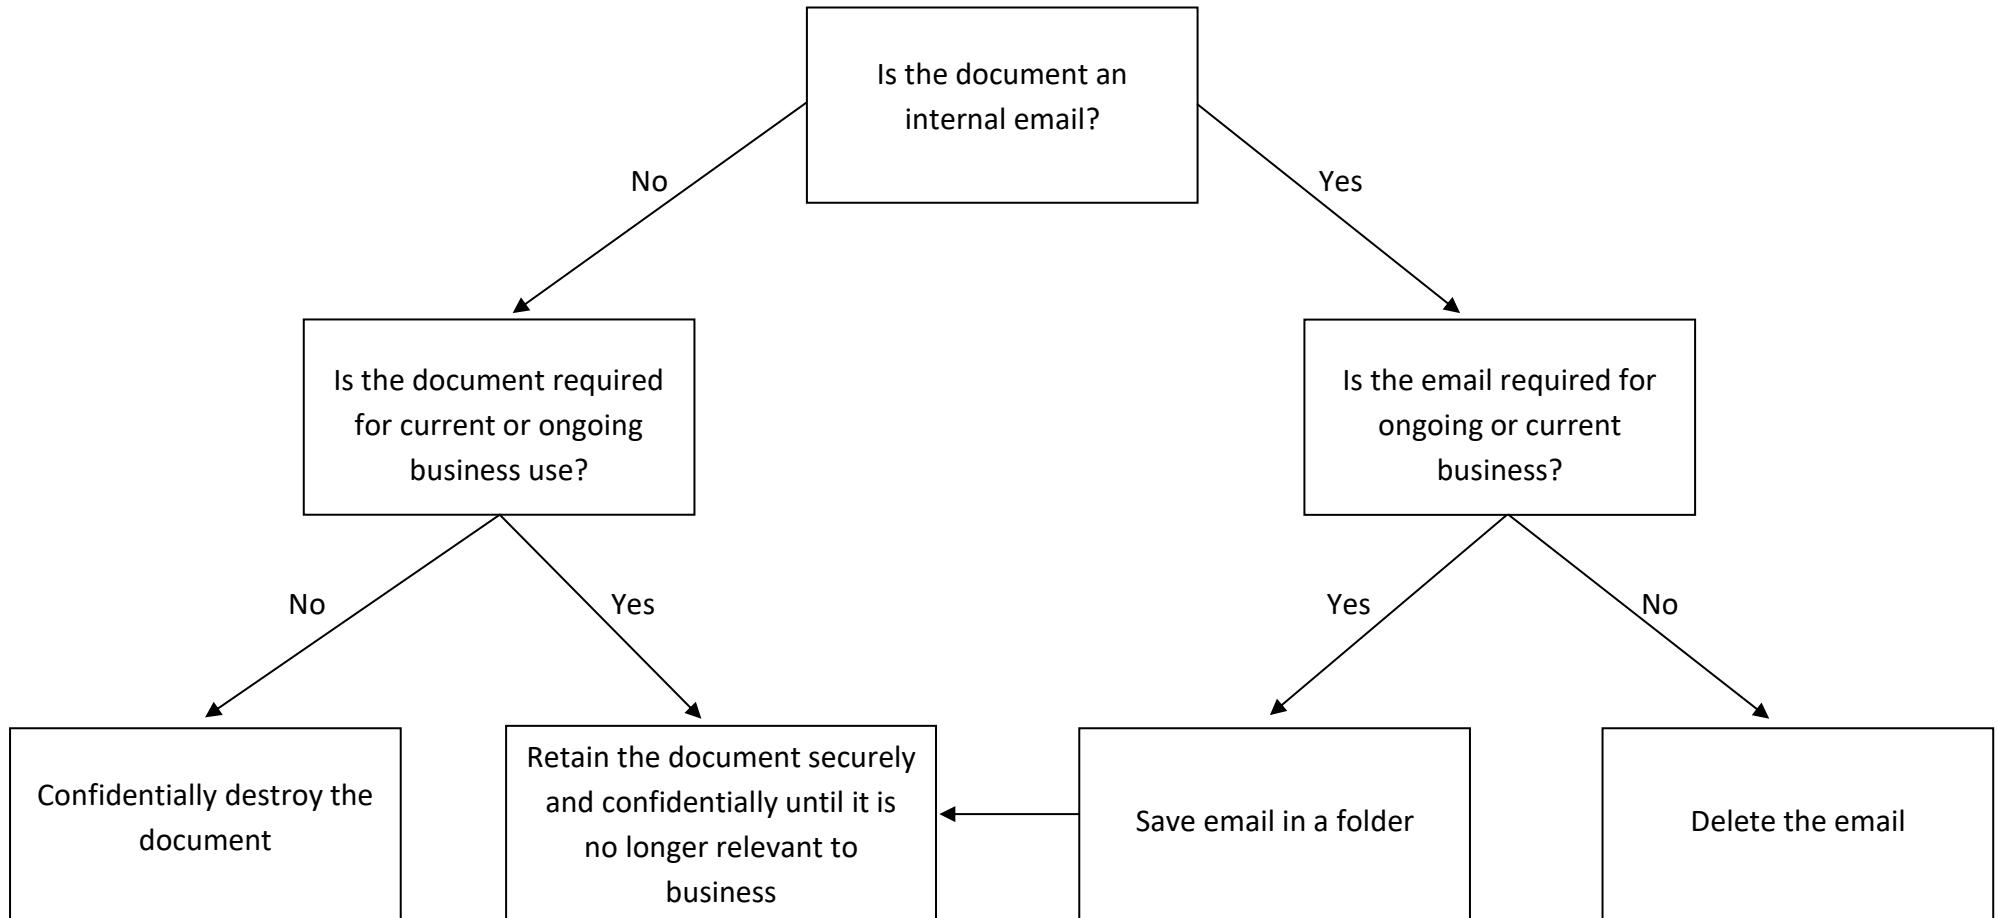 Is the document an
internal email?
No
Yes
Is the document required
for current or ongoing
business use?
Is the email required for
ongoing or current
business?
No
Yes
Yes
No
Confidentially destroy the
document
Retain the document securely
and confidentially until it is
no longer relevant to
business
Save email in a folder
Delete the email